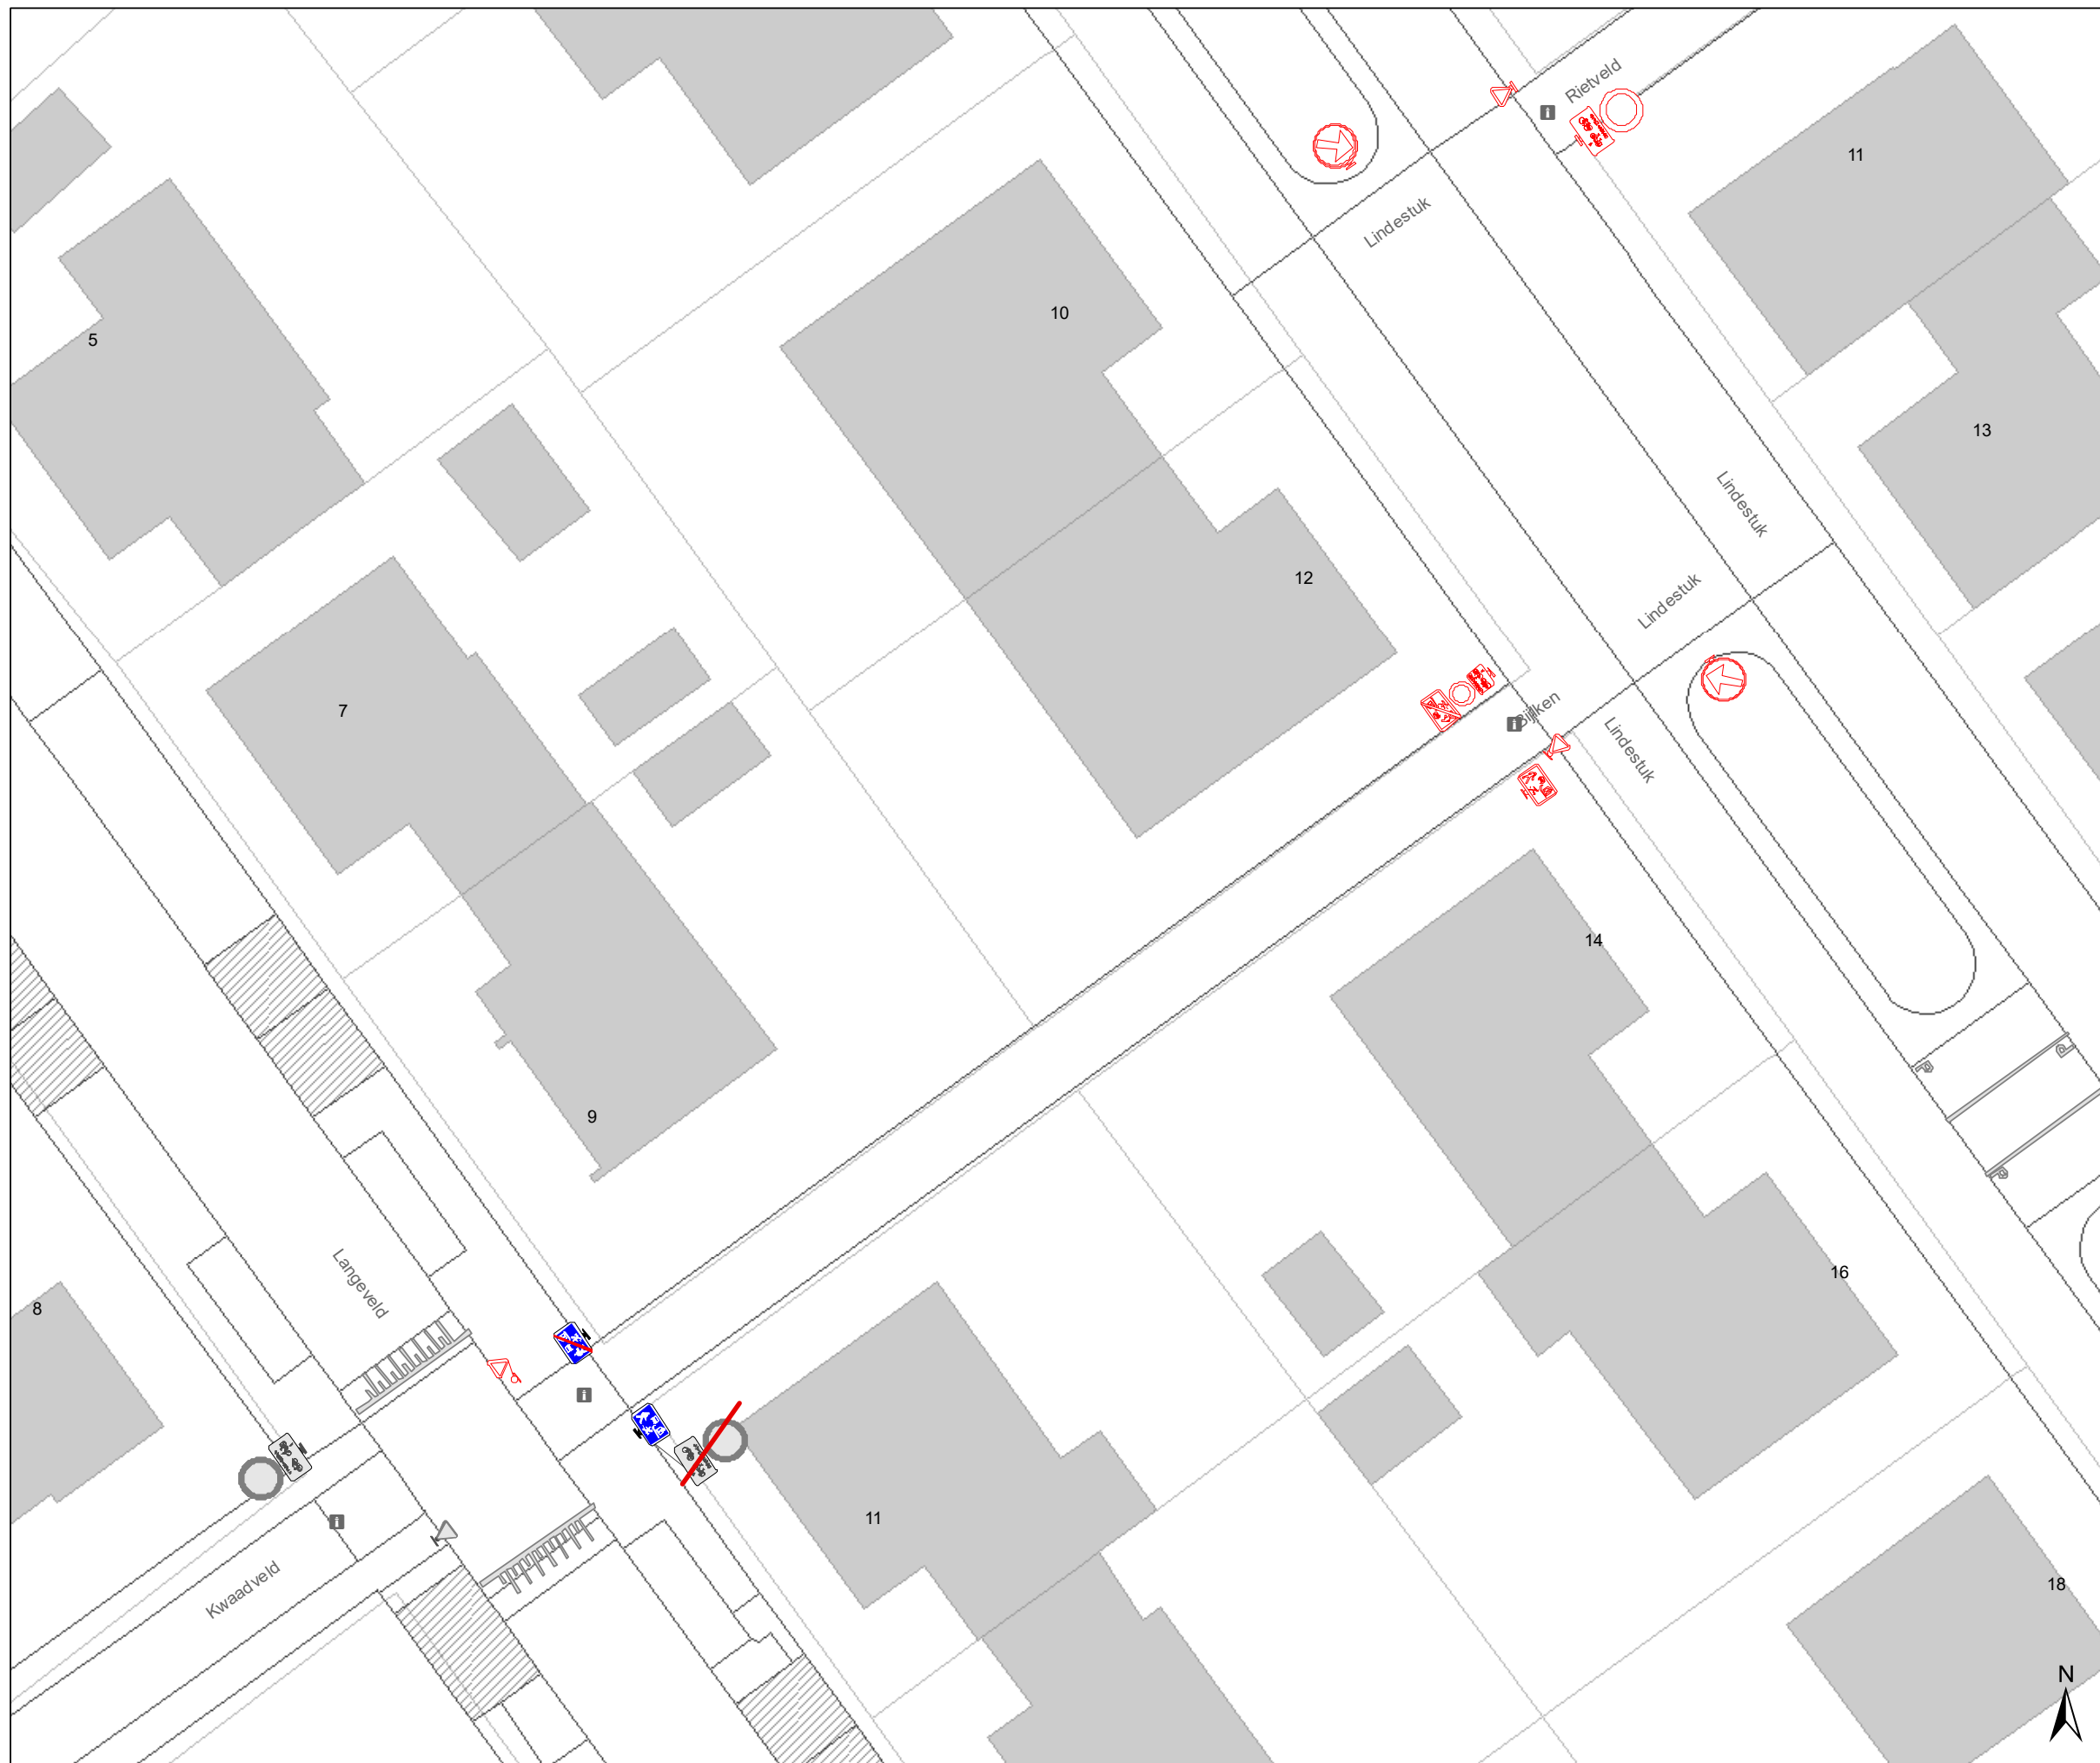 Rietveld
11
Lindestuk
5
10
13
Lindestuk
12
Lindestuk
7
Bijlken
Lindestuk
14
9
P
P
P
16
Langeveld
8
11
Kwaadveld
18
N